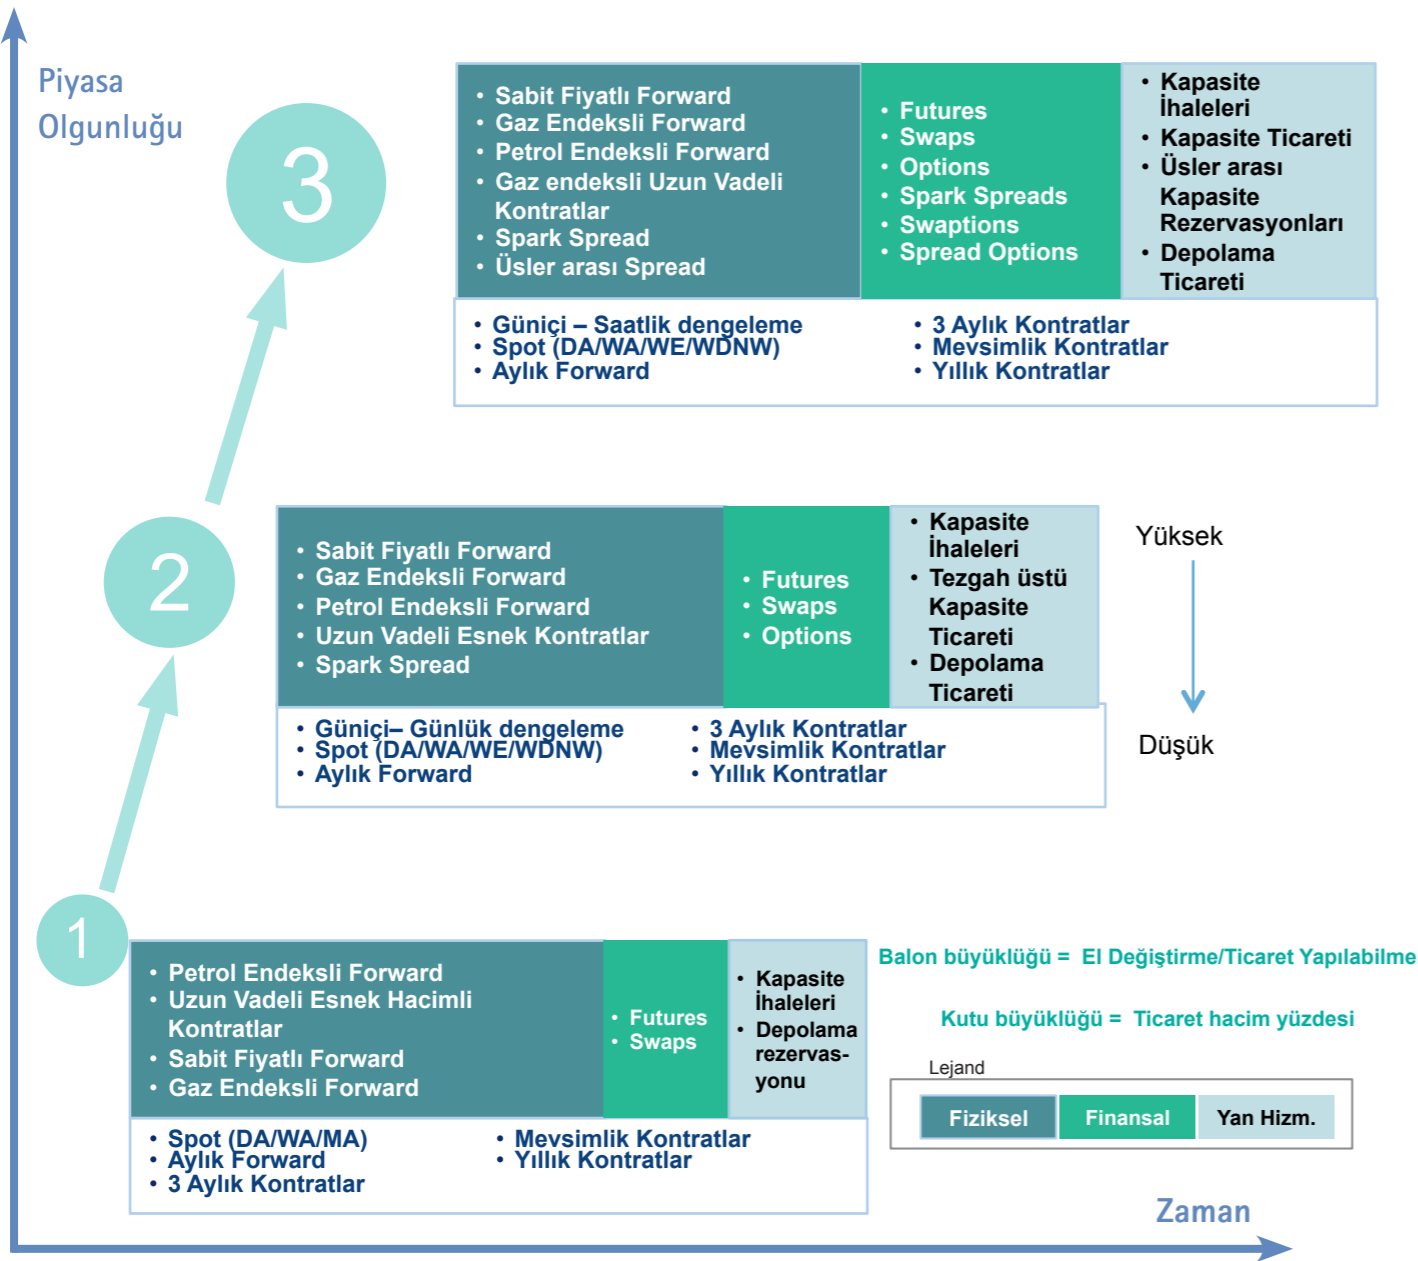 Piyasa
Olgunluğu
3
• Sabit Fiyatlı Forward
• Gaz Endeksli Forward
• Petrol Endeksli Forward
• Gaz endeksli Uzun Vadeli
Kontratlar
• Spark Spread
• Üsler arası Spread
• Futures
• Swaps
• Options
• Spark Spreads
• Swaptions
• Spread Options
• Kapasite
İhaleleri
• Kapasite Ticareti
• Üsler arası
Kapasite
Rezervasyonları
• Depolama
Ticareti
• Güniçi – Saatlik dengeleme
• Spot (DA/WA/WE/WDNW)
• Aylık Forward
• 3 Aylık Kontratlar
• Mevsimlik Kontratlar
• Yıllık Kontratlar
2
• Sabit Fiyatlı Forward
• Gaz Endeksli Forward
• Petrol Endeksli Forward
• Uzun Vadeli Esnek Kontratlar
• Spark Spread
• Futures
• Swaps
• Options
• Kapasite
İhaleleri
• Tezgah üstü
Kapasite
Ticareti
• Depolama
Ticareti
• Güniçi– Günlük dengeleme
• Spot (DA/WA/WE/WDNW)
• Aylık Forward
• 3 Aylık Kontratlar
• Mevsimlik Kontratlar
• Yıllık Kontratlar
Yüksek
Düşük
1
• Petrol Endeksli Forward
• Uzun Vadeli Esnek Hacimli
Kontratlar
• Sabit Fiyatlı Forward
• Gaz Endeksli Forward
• Futures
• Swaps
• Kapasite
İhaleleri
• Depolama
rezervas-
yonu
• Spot (DA/WA/MA)
• Aylık Forward
• 3 Aylık Kontratlar
• Mevsimlik Kontratlar
• Yıllık Kontratlar
Balon büyüklüğü = El Değiştirme/Ticaret Yapılabilme
Kutu büyüklüğü = Ticaret hacim yüzdesi
Lejand
Fiziksel
Finansal
Yan Hizm.
Zaman